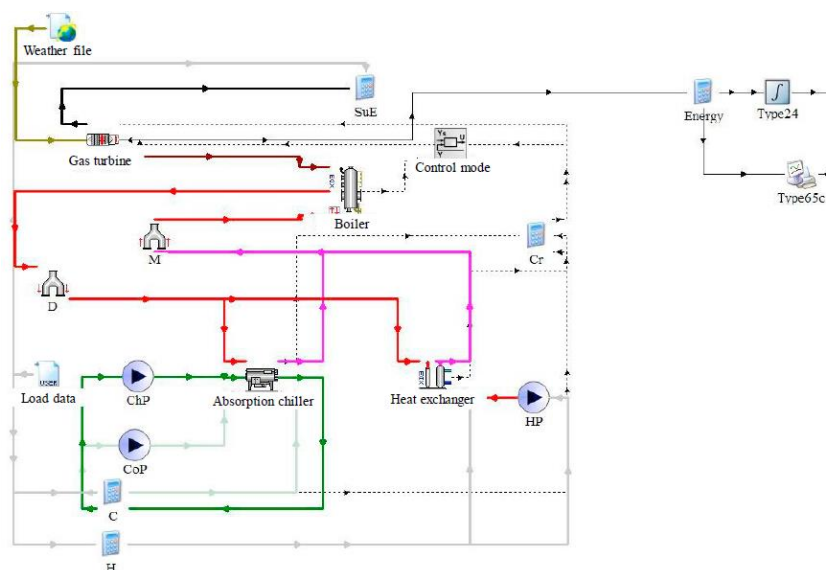 Weather file
SuE
Energy
Type24
Gas turbine
Control mode
Type65c
Boiler
M
Cr
D
USER
Load data
ChP
Absorption chiller
Heat exchanger
HP
CoP
C
H